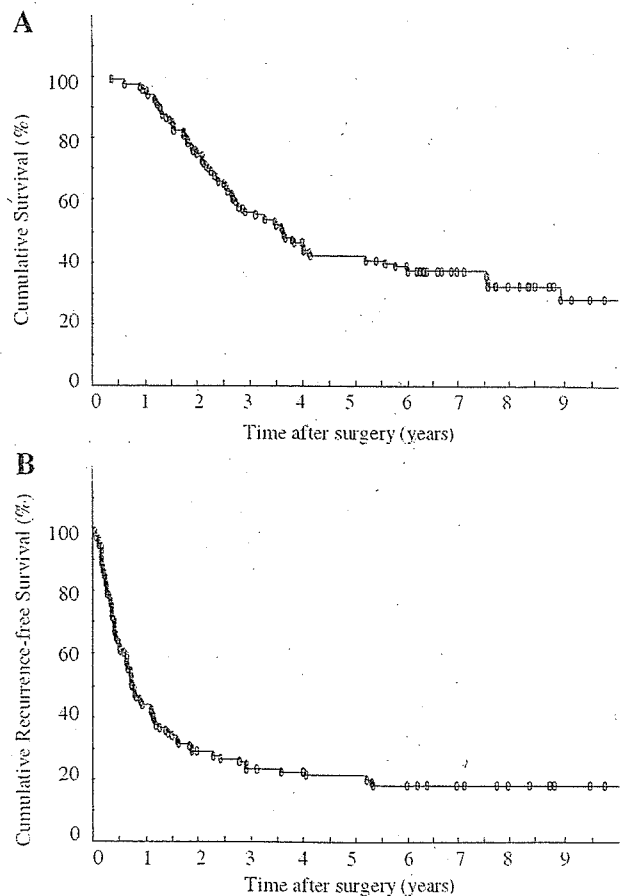 A
Cumulative Survival (%)
100
80
60
40
20
0
0 1 2 3 4 5 6 7 8 9
Time after surgery (years)
B
Cumulative Recurrence-free Survival (%)
100
80
60
40
20
0
0 1 2 3 4 5 6 7 8 9
Time after surgery (years)